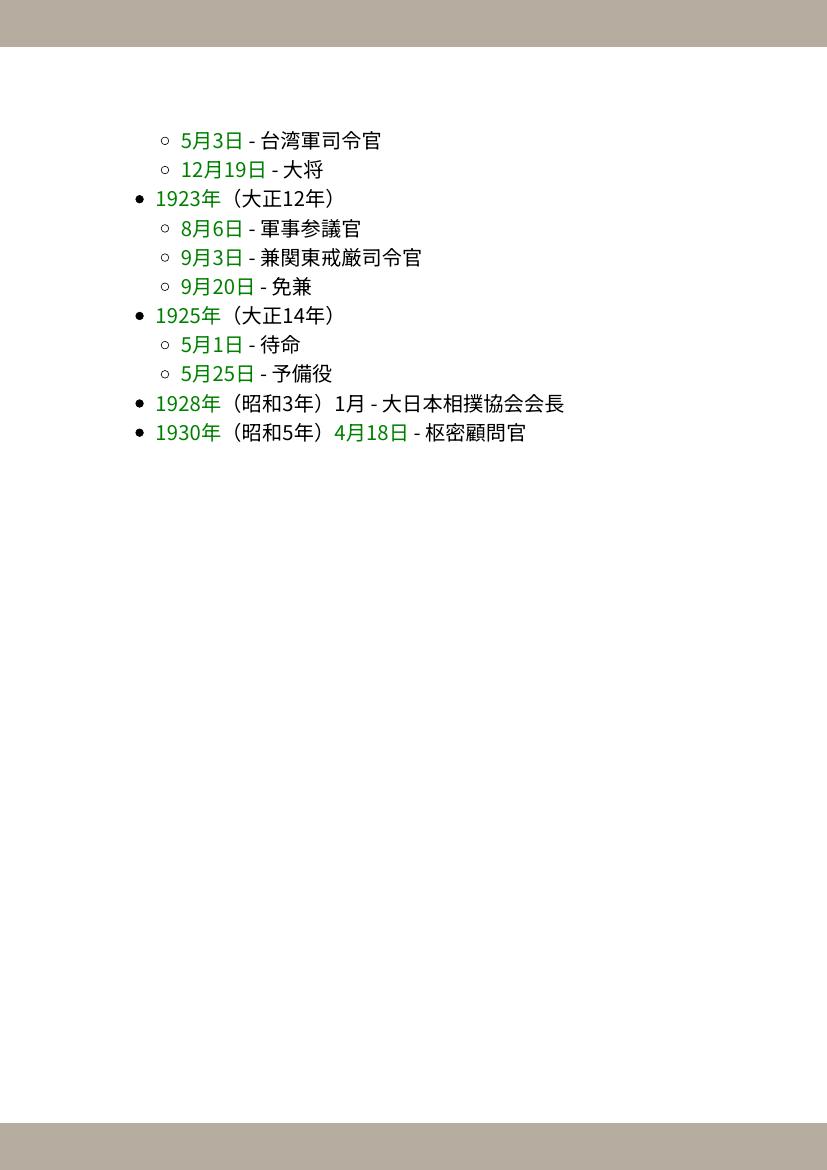 5月3日 - 台湾軍司令官
12月19日 - 大将
1923年（大正12年）
8月6日 - 軍事参議官
9月3日 - 兼関東戒厳司令官
9月20日 - 免兼
1925年（大正14年）
5月1日 - 待命
5月25日 - 予備役
1928年（昭和3年）1月 - 大日本相撲協会会長
1930年（昭和5年）4月18日 - 枢密顧問官